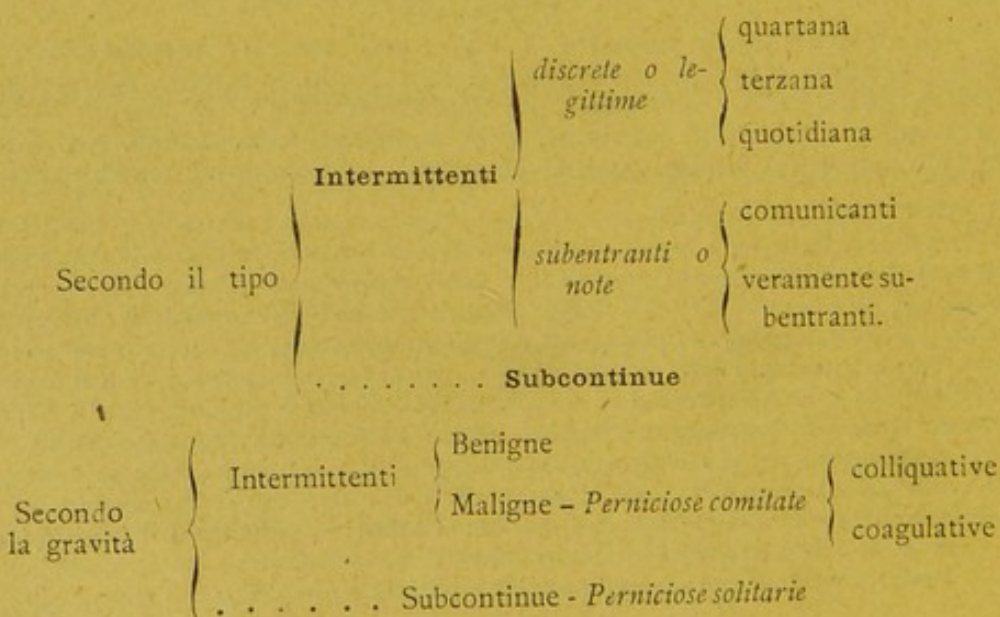 quartana
discrete o le-
gittime
terzana
quotidiana
Intermittenti
comunicanti
subentranti o
note
Secondo il tipo
veramente su-
bentranti.
. . . . . . . . Subcontinue
Benigne
Intermittenti
colliquative
Maligne – Perniciose comitate
Secondo
la gravità
coagulative
. . . . . . Subcontinue - Perniciose solitarie